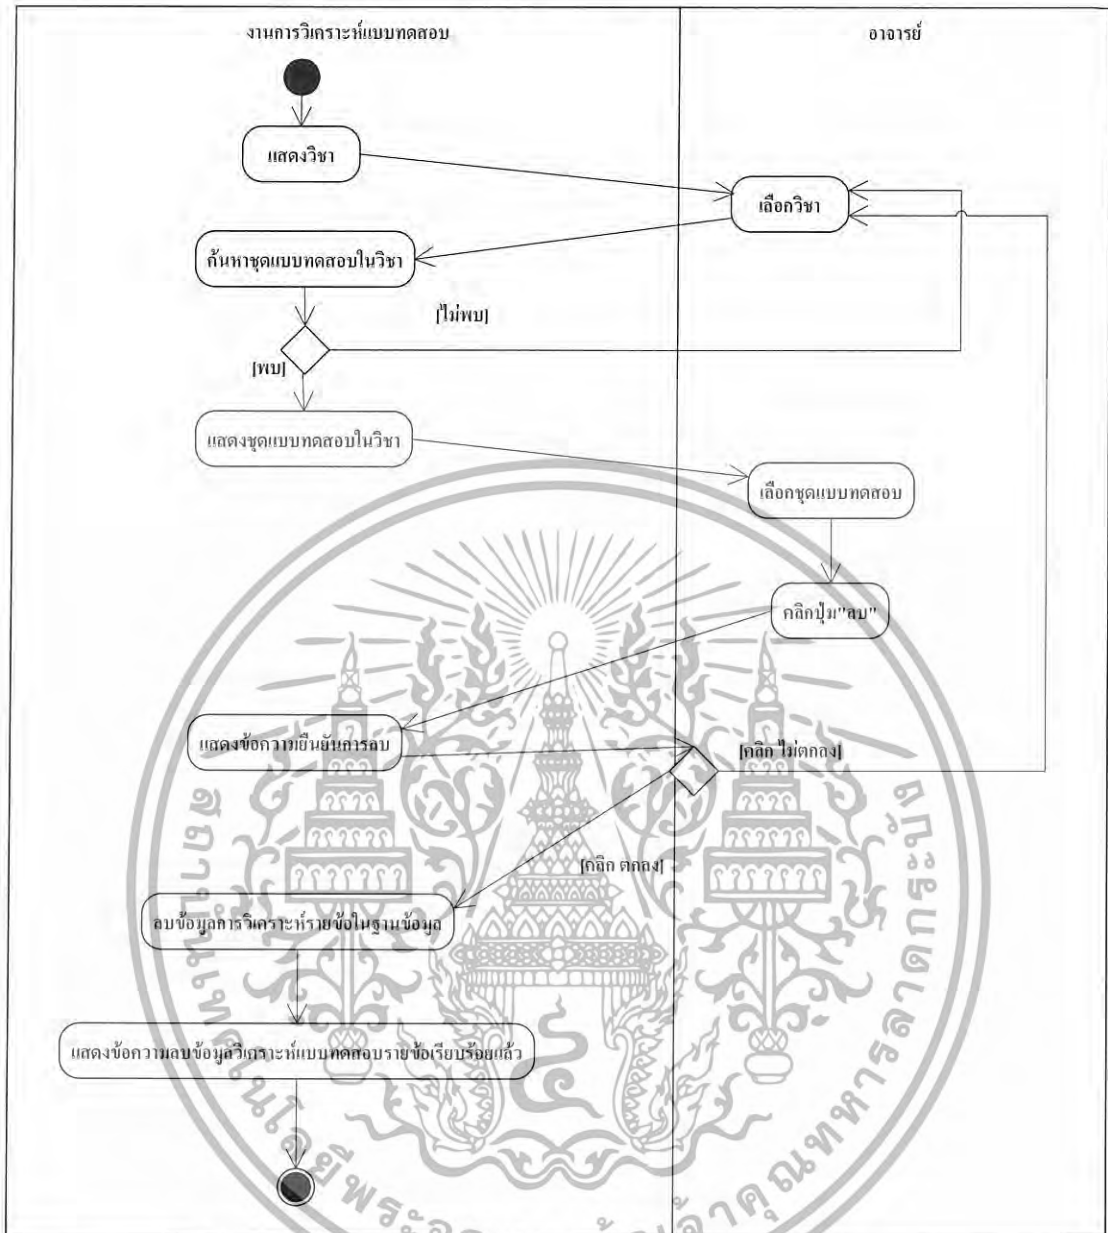 งานการวิเคราะห์แบบทดสอบ
อาจารย์
แสดงวิชา
เลือกวิชา
ค้นหาชุดแบบทดสอบในวิชา
[ไม่พบ]
[พบ]
แสดงชุดแบบทดสอบในวิชา
เลือกชุดแบบทดสอบ
คลิกปุ่ม"ลบ"
แสดงข้อความยืนยันการลบ
[คลิก ไม่ตกลง]
[คลิก ตกลง]
ลบข้อมูลการวิเคราะห์รายข้อในฐานข้อมูล
แสดงข้อความลบข้อมูลวิเคราะห์แบบทดสอบรายข้อเรียบร้อยแล้ว